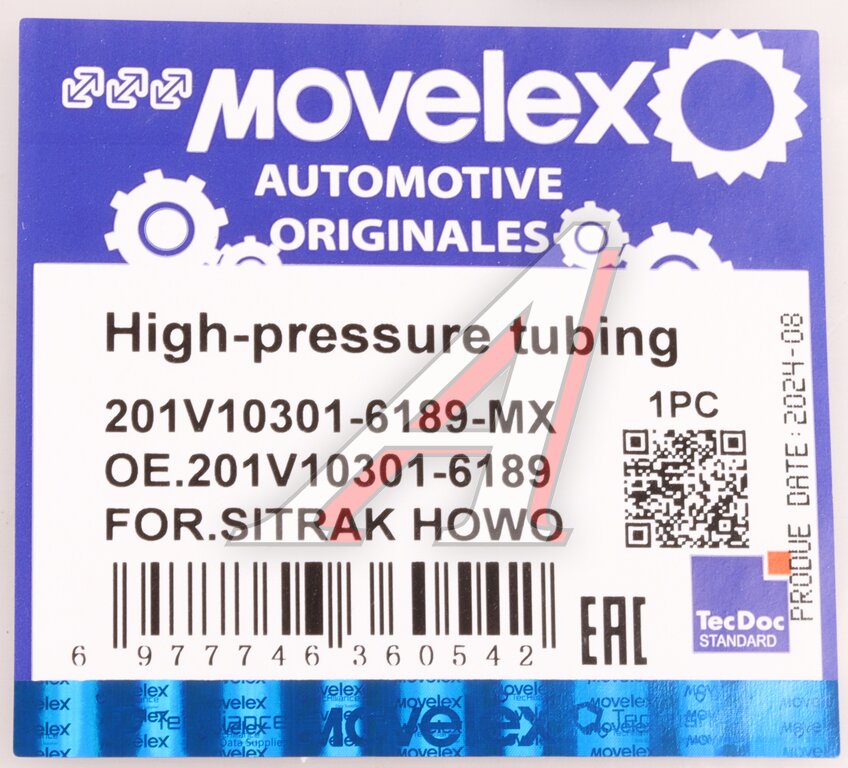 MOVELEX
AUTOMOTIVE
ORIGINALES
High-pressure tubing
201V10301-6189-MX
OE.201V10301-6189
FOR.SITRAK HOWO
1PC
PRODUE DATE:2024-08
6 977746 360542
EAC
TecDoc
STANDARD
MOVELEX